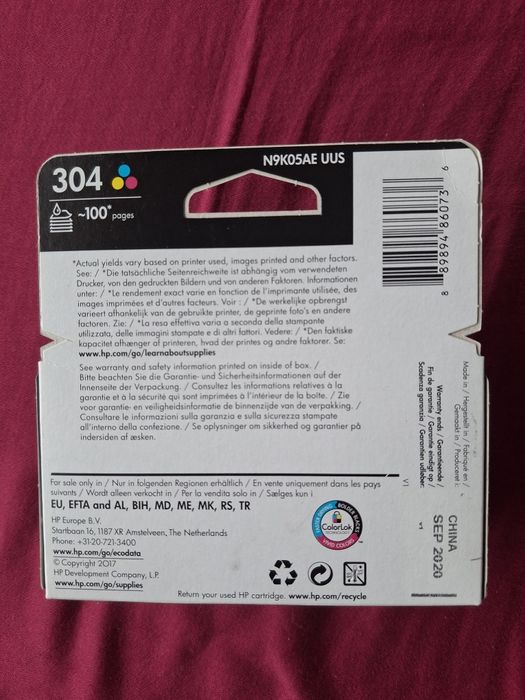 N9K05AE UUS
304
~100* pages
*Actual yields vary based on printer used, images printed and other factors.
See: / *Die tatsächliche Seitenreichweite ist abhängig vom verwendeten
Drucker, von den gedruckten Bildern und von anderen Faktoren. Informationen
unter: / *Le rendement exact varie en fonction de l'imprimante utilisée, des
images imprimées et d'autres facteurs. Voir : / *De werkelijke opbrengst
varieert afhankelijk van de gebruikte printer, de geprinte foto's en andere
factoren. Zie: / *La resa effettiva varia a seconda della stampante
utilizzata, delle immagini stampate e di altri fattori. Vedere: / *Den faktiske
kapacitet afhænger af printeren, hvad der printes og andre faktorer. Se:
www.hp.com/go/learnaboutsupplies
See warranty and safety information printed on inside of box. /
Bitte beachten Sie die Garantie- und Sicherheitsinformationen auf der
Innenseite der Verpackung. / Consultez les informations relatives à la
garantie et à la sécurité qui sont imprimées à l'intérieur de la boîte. / Zie
voor garantie- en veiligheidsinformatie de binnenzijde van de verpakking. /
Consultare le informazioni sulla garanzia e sulla sicurezza stampate
all'interno della confezione. / Se oplysninger om sikkerhed og garantier på
indersiden af æsken.
For sale only in / Nur in folgenden Regionen erhältlich / En vente uniquement dans les pays
suivants / Wordt alleen verkocht in / Per la vendita solo in / Sælges kun i
EU, EFTA and AL, BIH, MD, ME, MK, RS, TR
HP Europe B.V.
Startbaan 16, 1187 XR Amstelveen, The Netherlands
Phone: +31-20-721-3400
www.hp.com/go/ecodata
© Copyright 2017
HP Development Company, L.P.
www.hp.com/go/supplies
FASTER DRYING BOLDER BLACKS
ColorLok
TECHNOLOGY
VIVID COLORS
Return your used HP cartridge. www.hp.com/recycle
8 89894 86073 6
Made in / Hergestellt in / Fabriqué en /
Gemaakt in / Produceret i:
Warranty ends / Garantieende /
Fin de garantie / Garantie eindigt op /
Scadenza garanzia / Garantien udløber:
V1
CHINA
SEP 2020
V1